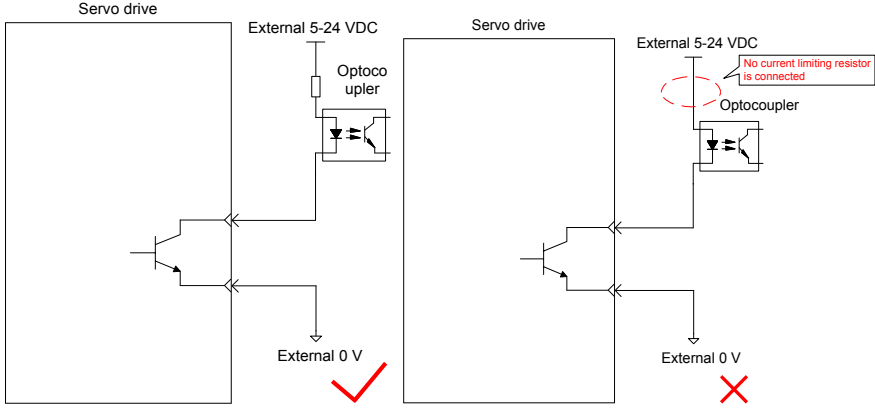 Servo drive
External 5-24 VDC
Optoco
upler
External 0 V
Servo drive
External 5-24 VDC
No current limiting resistor
is connected
Optocoupler
External 0 V